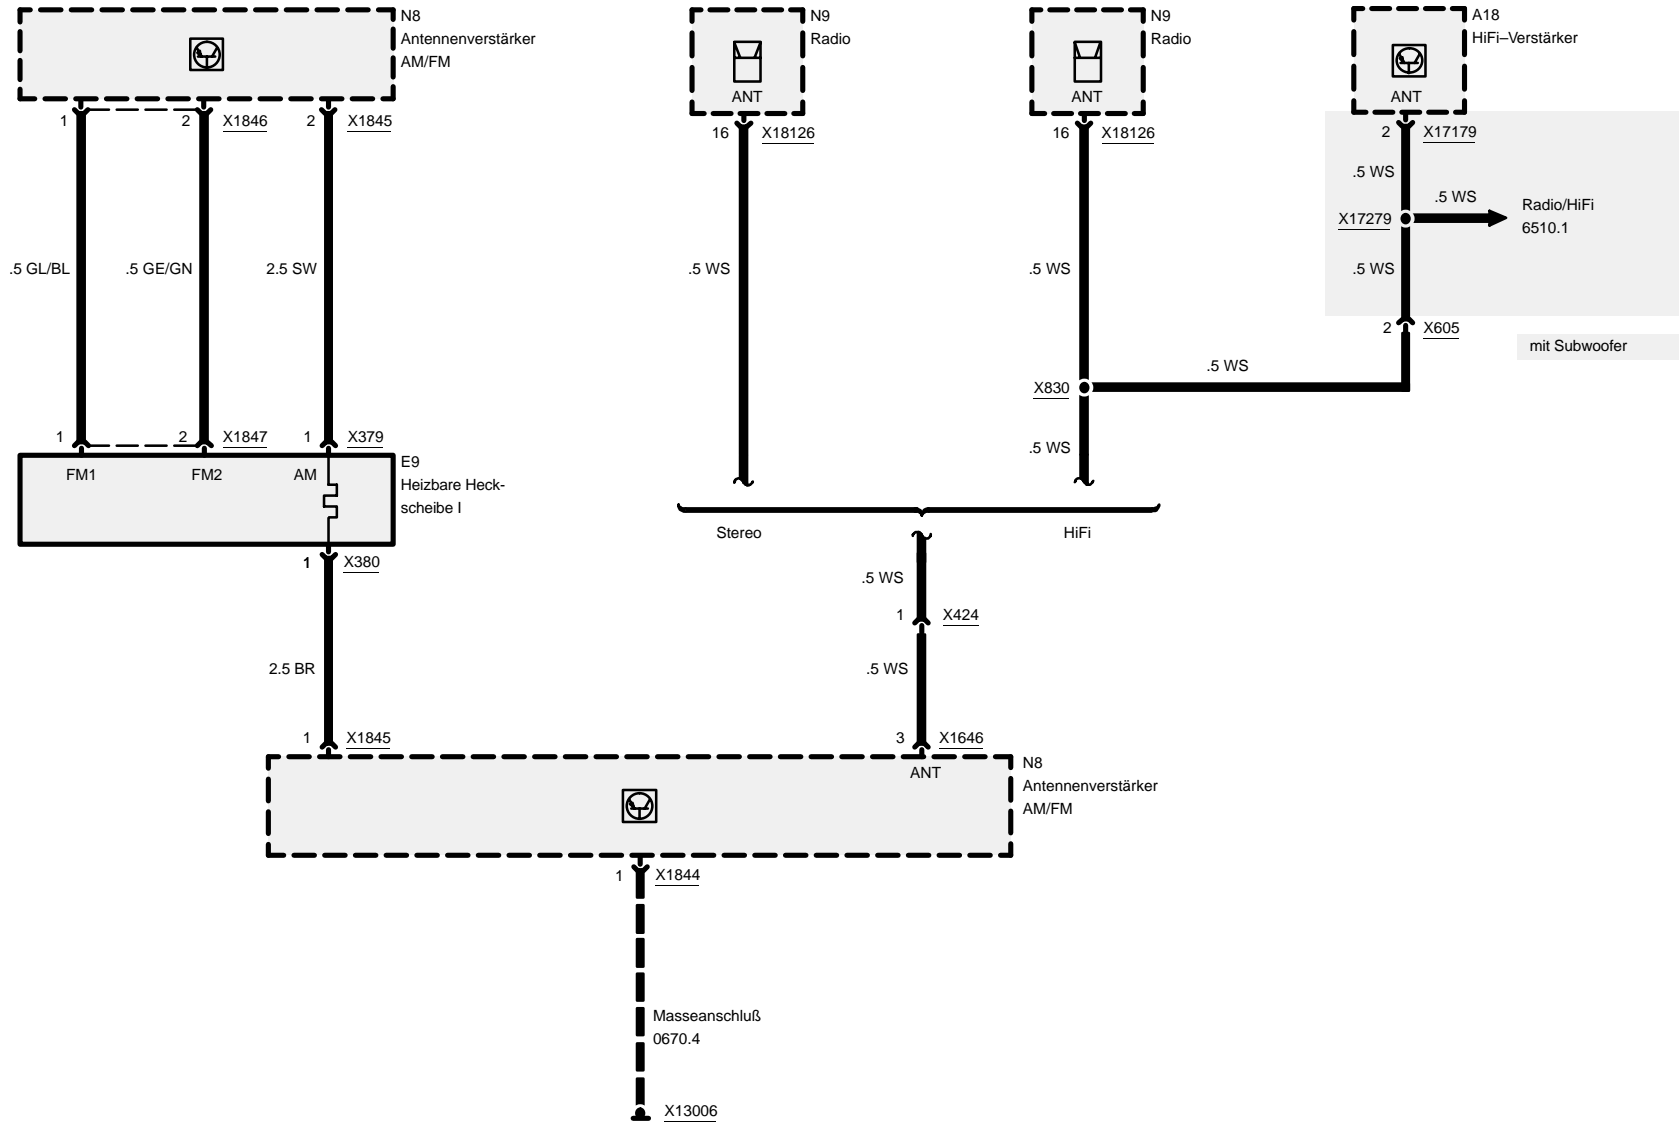 N8
Antennenverstärker
AM/FM
1
2
X1846
2
X1845
.5 GL/BL
.5 GE/GN
2.5 SW
1
2
X1847
1
X379
FM1
FM2
AM
E9
Heizbare Heck-
scheibe I
1
X380
2.5 BR
1
X1845
N9
Radio
ANT
16
X18126
.5 WS
Stereo
N9
Radio
ANT
16
X18126
.5 WS
X830
.5 WS
.5 WS
HiFi
A18
HiFi–Verstärker
ANT
2
X17179
.5 WS
.5 WS
X17279
Radio/HiFi
6510.1
.5 WS
2
X605
mit Subwoofer
.5 WS
1
X424
.5 WS
3
X1646
ANT
N8
Antennenverstärker
AM/FM
1
X1844
Masseanschluß
0670.4
X13006